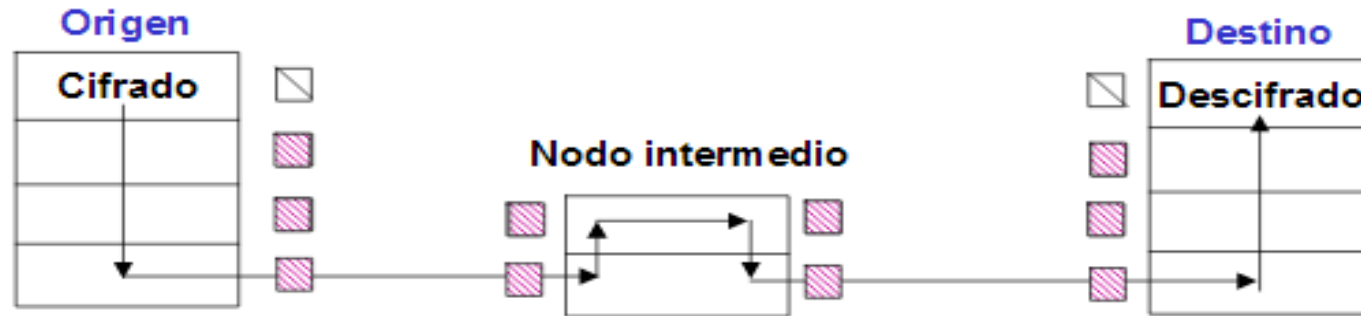 Origen
Destino
Cifrado
Descifrado
Nodo intermedio